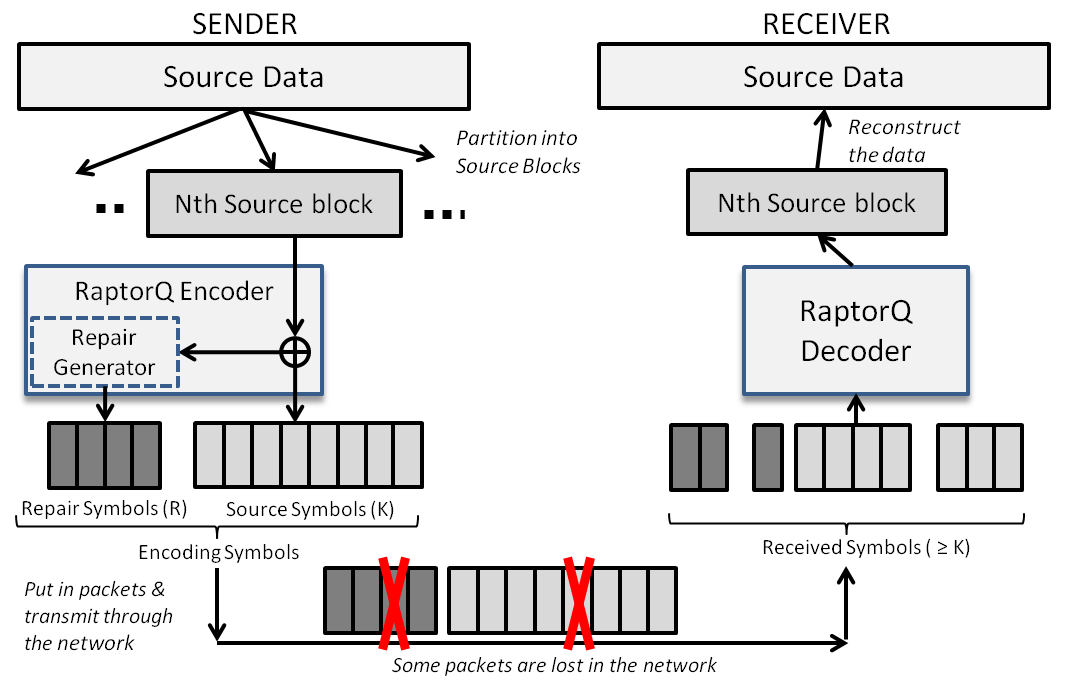 SENDER
Source Data
Partition into
Source Blocks
Nth Source block
RaptorQ Encoder
Repair
Generator
Repair Symbols (R)
Source Symbols (K)
Encoding Symbols
Put in packets &
transmit through
the network
Some packets are lost in the network
RECEIVER
Source Data
Reconstruct
the data
Nth Source block
RaptorQ
Decoder
Received Symbols ( ≥ K)